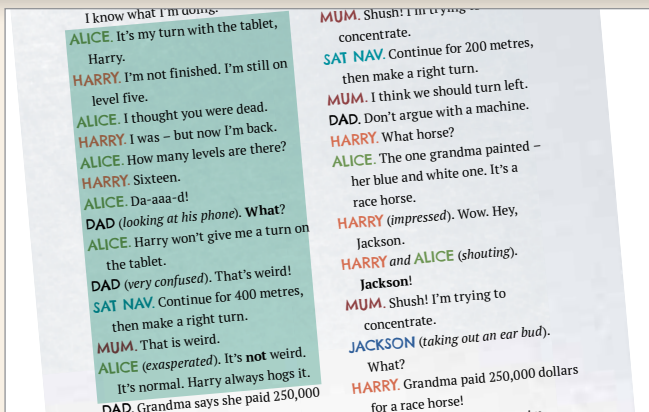 I know what I'm doing.
ALICE. It's my turn with the tablet,
Harry.
HARRY. I'm not finished. I'm still on
level five.
ALICE. I thought you were dead.
HARRY. I was – but now I'm back.
ALICE. How many levels are there?
HARRY. Sixteen.
ALICE. Da-aaa-d!
DAD (looking at his phone). What?
ALICE. Harry won't give me a turn on
the tablet.
DAD (very confused). That's weird!
SAT NAV. Continue for 400 metres,
then make a right turn.
MUM. That is weird.
ALICE (exasperated). It's not weird.
It's normal. Harry always hogs it.
DAD. Grandma says she paid 250,000
MUM. Shush! I'm trying to
concentrate.
SAT NAV. Continue for 200 metres,
then make a right turn.
MUM. I think we should turn left.
DAD. Don't argue with a machine.
HARRY. What horse?
ALICE. The one grandma painted –
her blue and white one. It's a
race horse.
HARRY (impressed). Wow. Hey,
Jackson.
HARRY and ALICE (shouting).
Jackson!
MUM. Shush! I'm trying to
concentrate.
JACKSON (taking out an ear bud).
What?
HARRY. Grandma paid 250,000 dollars
for a race horse!